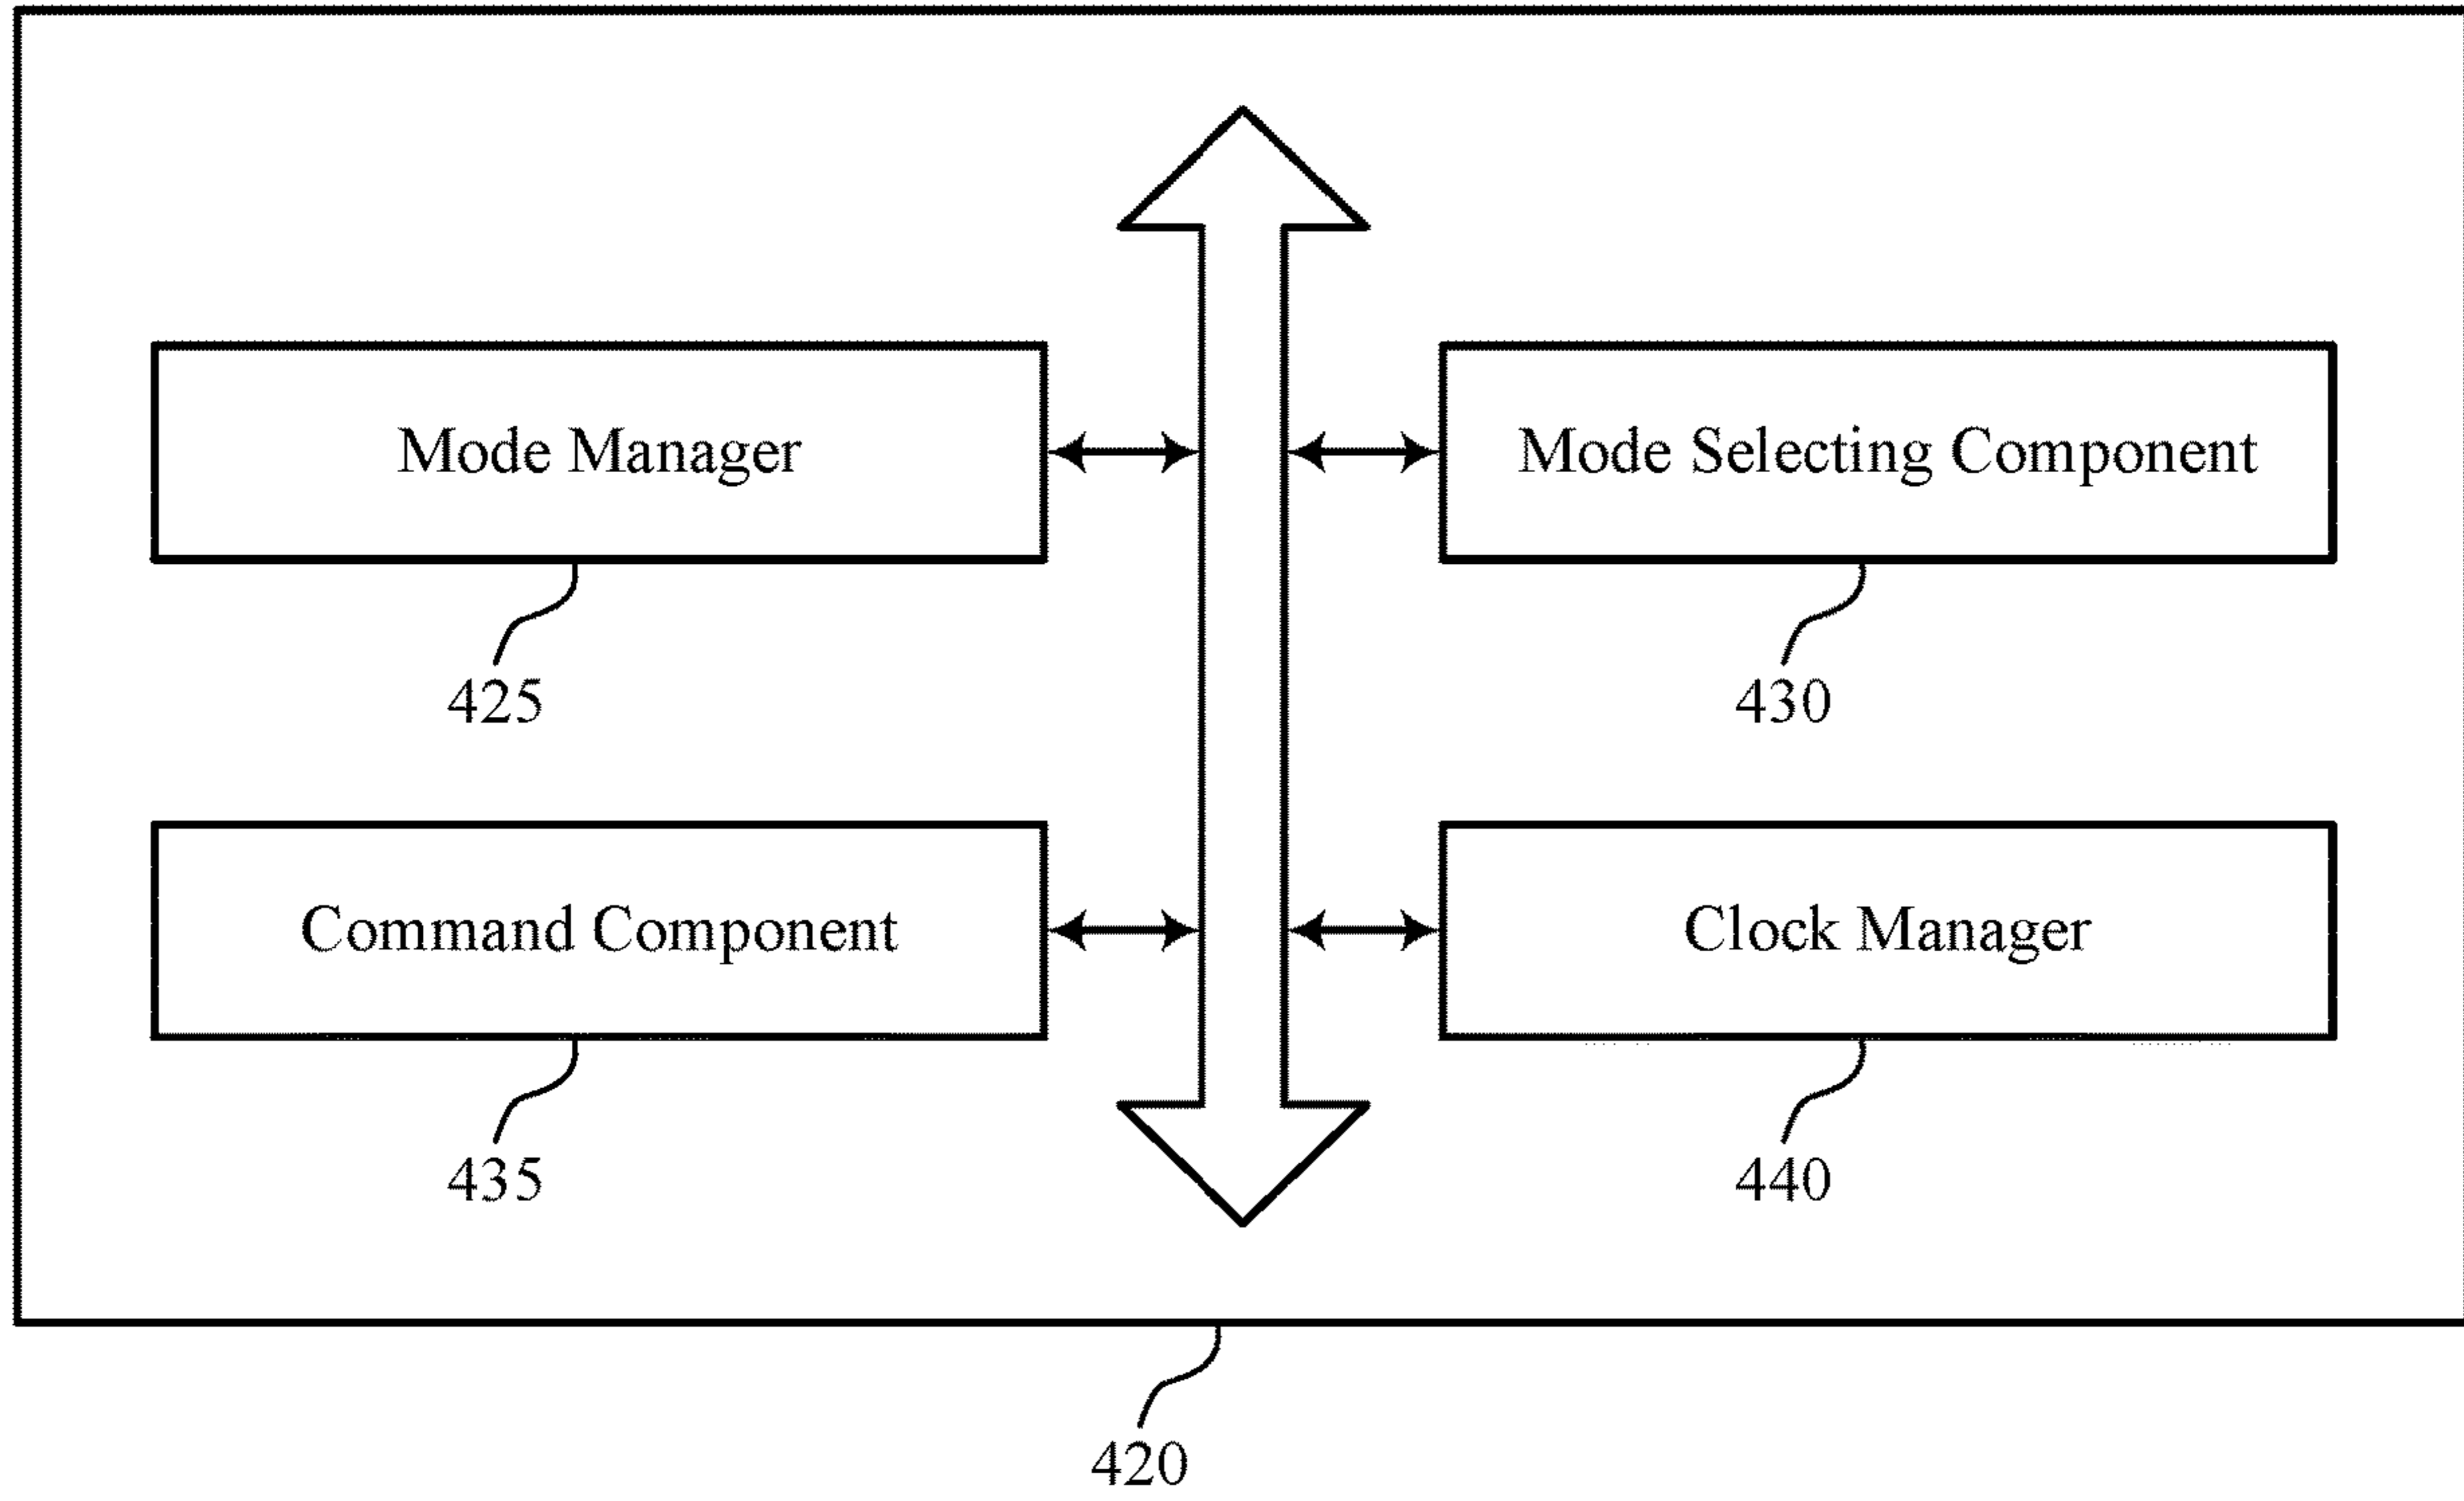 Mode Manager
Mode Selecting Component
425
430
Command Component
Clock Manager
435
440
420